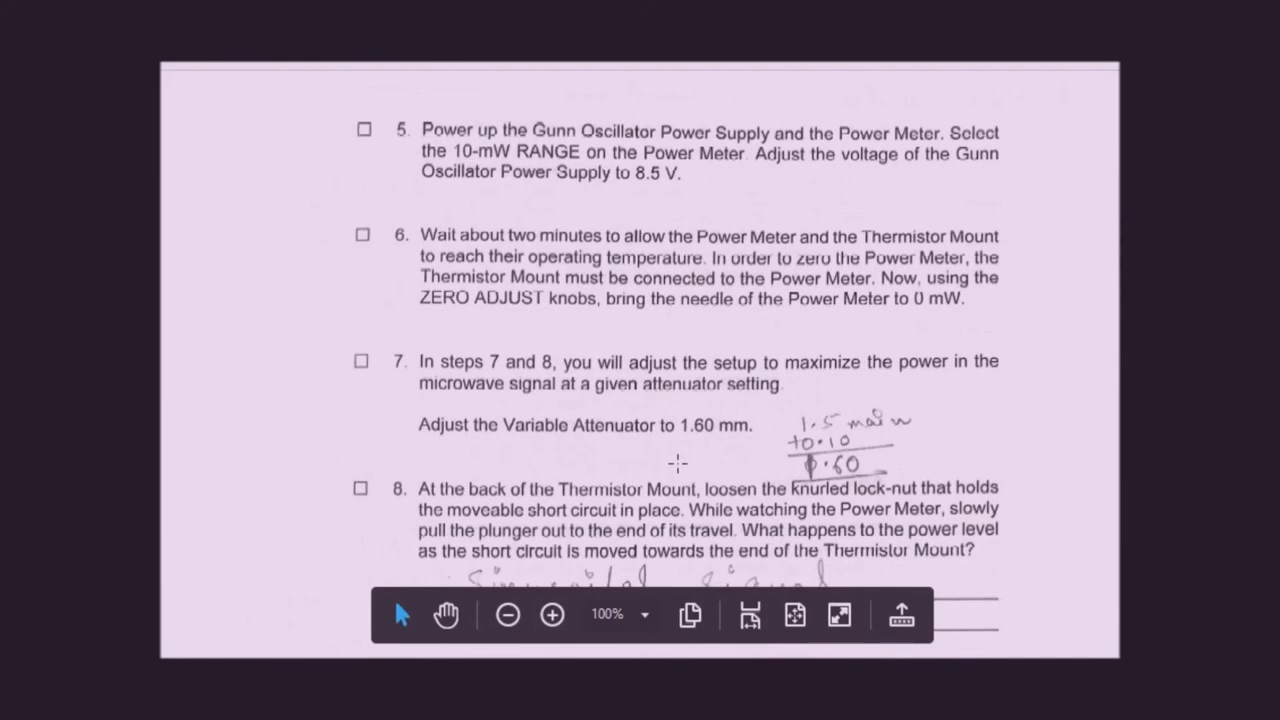 5. Power up the Gunn Oscillator Power Supply and the Power Meter. Select
the 10-mW RANGE on the Power Meter. Adjust the voltage of the Gunn
Oscillator Power Supply to 8.5 V.
6. Wait about two minutes to allow the Power Meter and the Thermistor Mount
to reach their operating temperature. In order to zero the Power Meter, the
Thermistor Mount must be connected to the Power Meter. Now, using the
ZERO ADJUST knobs, bring the needle of the Power Meter to 0 mW.
7. In steps 7 and 8, you will adjust the setup to maximize the power in the
microwave signal at a given attenuator setting.
Adjust the Variable Attenuator to 1.60 mm.
1.5 main
+0.10
1.60
8. At the back of the Thermistor Mount, loosen the knurled lock-nut that holds
the moveable short circuit in place. While watching the Power Meter, slowly
pull the plunger out to the end of its travel. What happens to the power level
as the short circuit is moved towards the end of the Thermistor Mount?
signal
100%